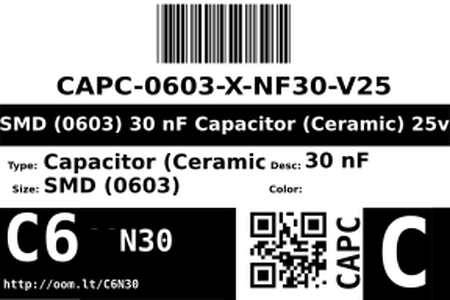 CAPC-0603-X-NF30-V25
SMD (0603) 30 nF Capacitor (Ceramic) 25v
Type: Capacitor (Ceramic Desc: 30 nF
Size: SMD (0603) Color:
C6 N30 CAPC C
http://oom.lt/C6N30